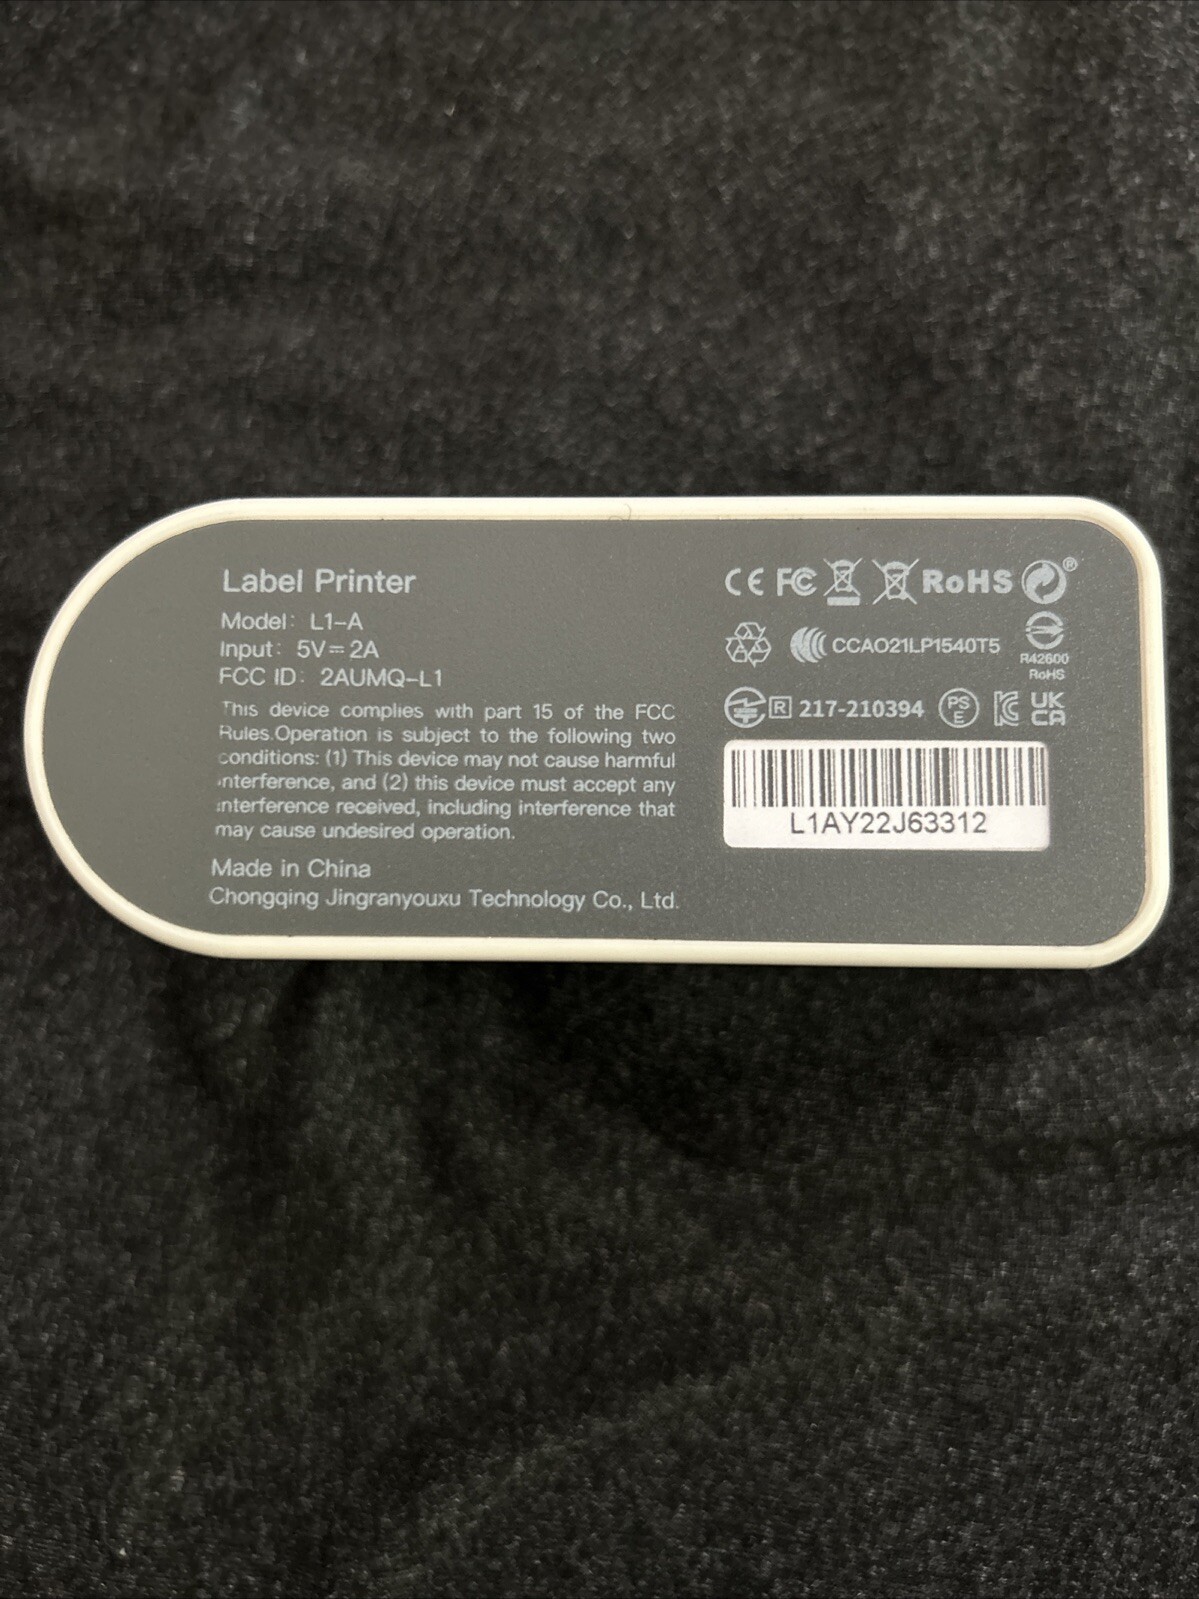 Label Printer
Model: L1-A
Input: 5V⎓2A
FCC ID: 2AUMQ-L1
This device complies with part 15 of the FCC
Rules.Operation is subject to the following two
conditions: (1) This device may not cause harmful
interference, and (2) this device must accept any
interference received, including interference that
may cause undesired operation.
Made in China
Chongqing Jingranyouxu Technology Co., Ltd.
CE FC RoHS ®
CCAO21LP1540T5
R42600
RoHS
R 217-210394
PS
E
UK
CA
L1AY22J63312